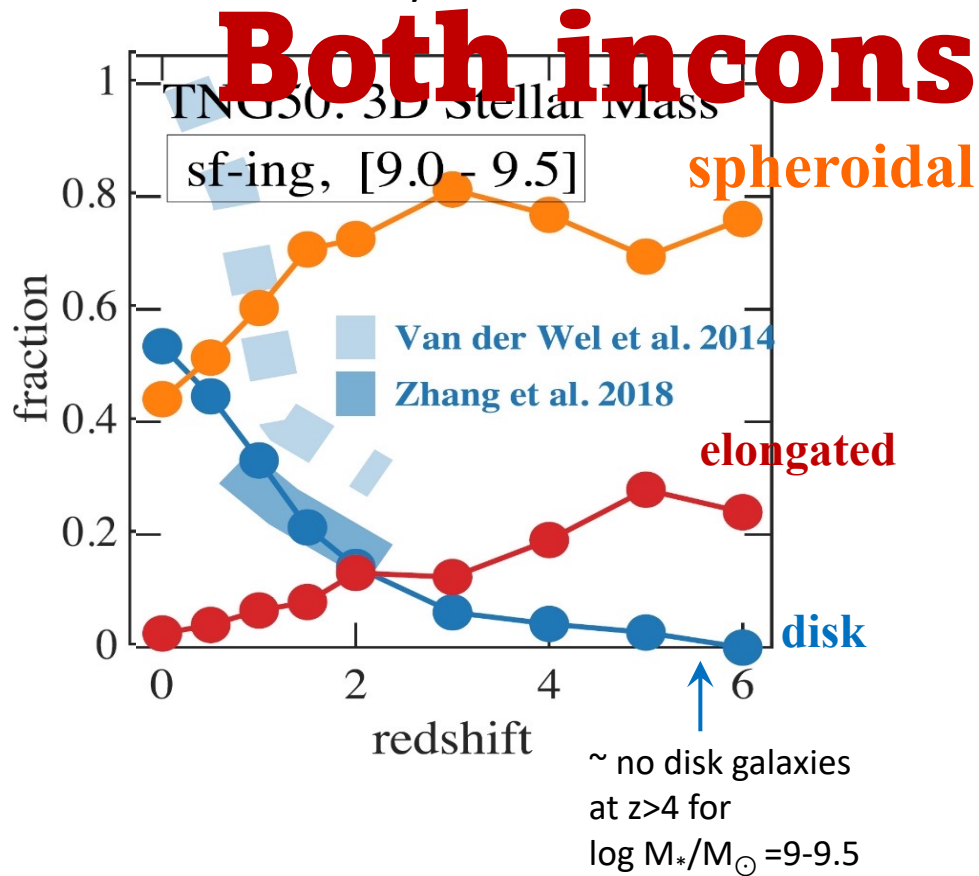 Both incons
TNG50: 3D Stellar Mass
sf-ing, [9.0 - 9.5]
spheroidal
1
0.8
0.6
0.4
0.2
0
fraction
Van der Wel et al. 2014
Zhang et al. 2018
elongated
disk
0 2 4 6
redshift
~ no disk galaxies
at z>4 for
log M*/M☉ =9-9.5